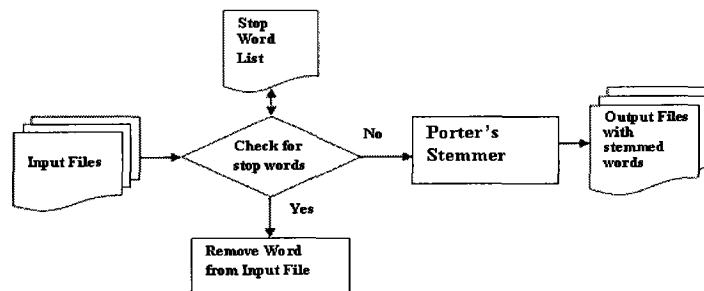 Stop
Word
List
Input Files
Check for
stop words
No
Porter's
Stemmer
Output Files
with
stemmed
words
Yes
Remove Word
from Input File